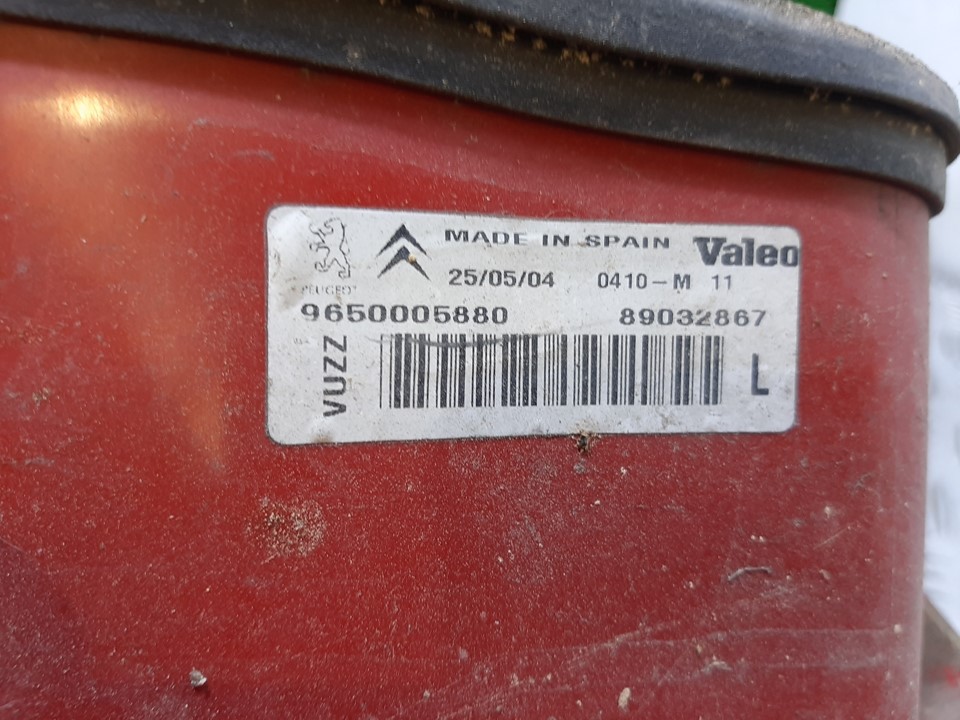 MADE IN SPAIN
Valeo
PEUGEOT
25/05/04 0410-M 11
9650005880 89032867
VUZZ
L